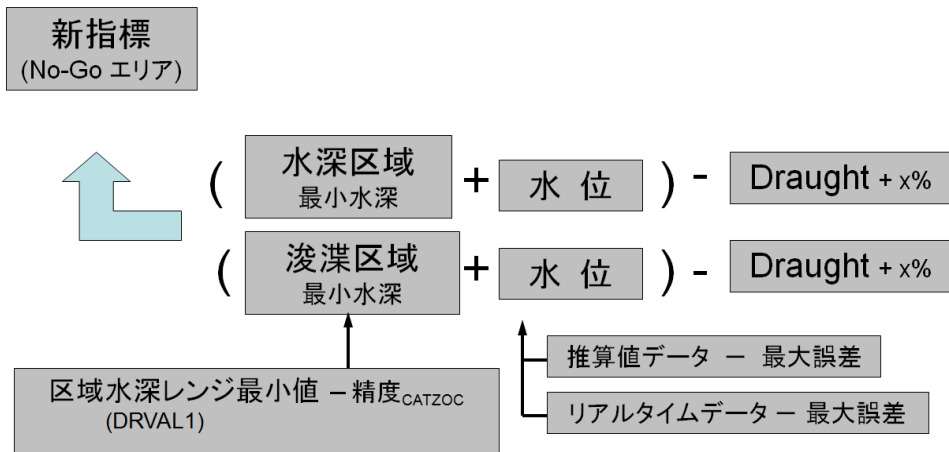 新指標
(No-Go エリア)
( 水深区域 最小水深 + 水 位 ) - Draught + x%
( 浚渫区域 最小水深 + 水 位 ) - Draught + x%
推算値データ － 最大誤差
区域水深レンジ最小値 － 精度CATZOC
(DRVAL1)
リアルタイムデータ － 最大誤差